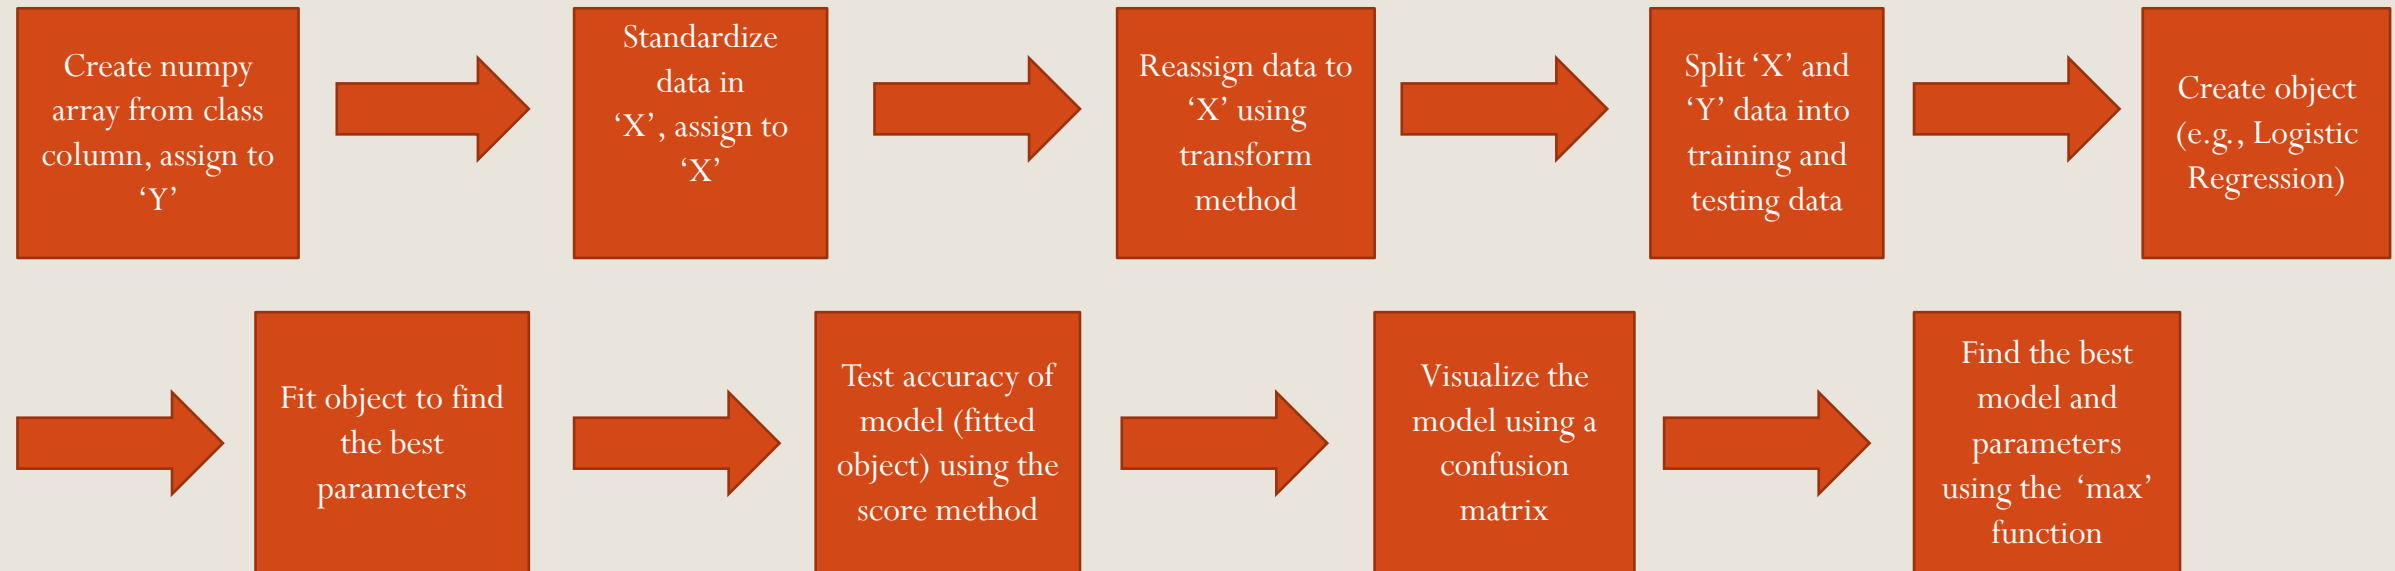 Create numpy
array from class
column, assign to
‘Y’
Standardize
data in
‘X’, assign to
‘X’
Reassign data to
‘X’ using
transform
method
Split ‘X’ and
‘Y’ data into
training and
testing data
Create object
(e.g., Logistic
Regression)
Fit object to find
the best
parameters
Test accuracy of
model (fitted
object) using the
score method
Visualize the
model using a
confusion
matrix
Find the best
model and
parameters
using the ‘max’
function